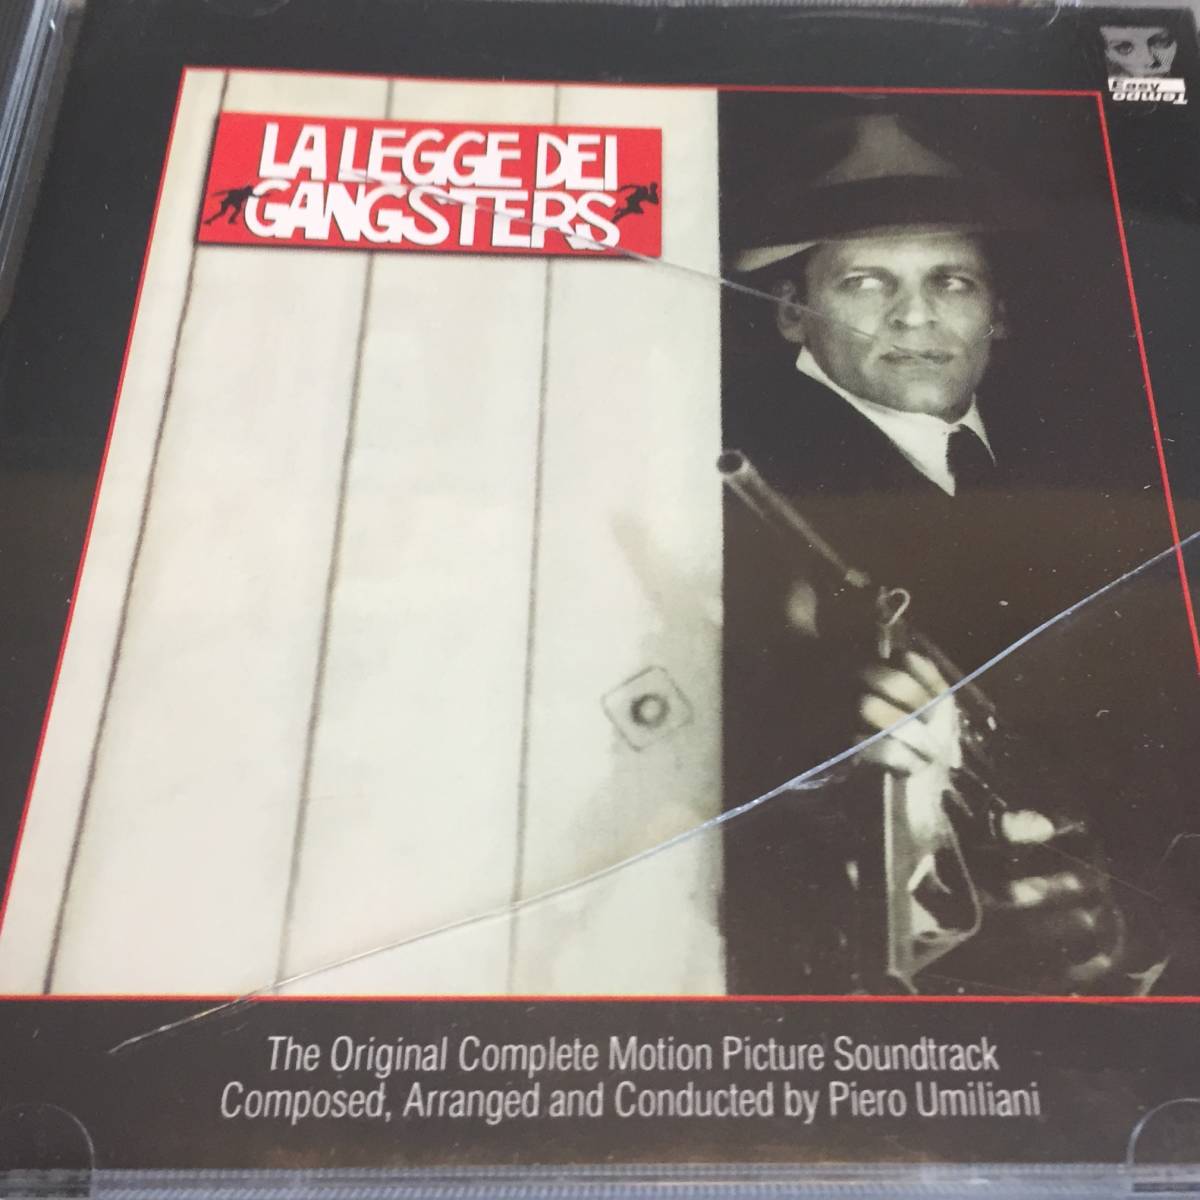 LA LEGGE DEI
GANGSTERS
Easy
Tempo
The Original Complete Motion Picture Soundtrack
Composed, Arranged and Conducted by Piero Umiliani